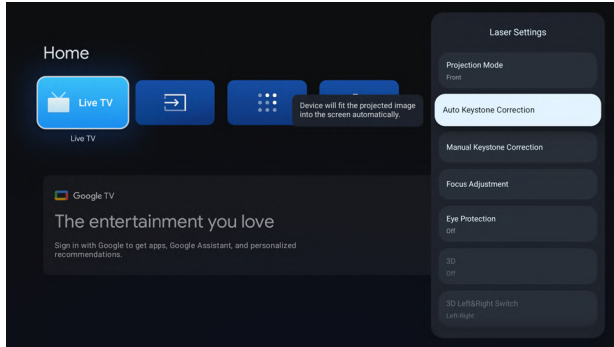 Home
Live TV
Live TV
Device will fit the projected image
into the screen automatically.
Google TV
The entertainment you love
Sign in with Google to get apps, Google Assistant, and personalized
recommendations.
Laser Settings
Projection Mode
Front
Auto Keystone Correction
Manual Keystone Correction
Focus Adjustment
Eye Protection
Off
3D
Off
3D Left&Right Switch
Left-Right